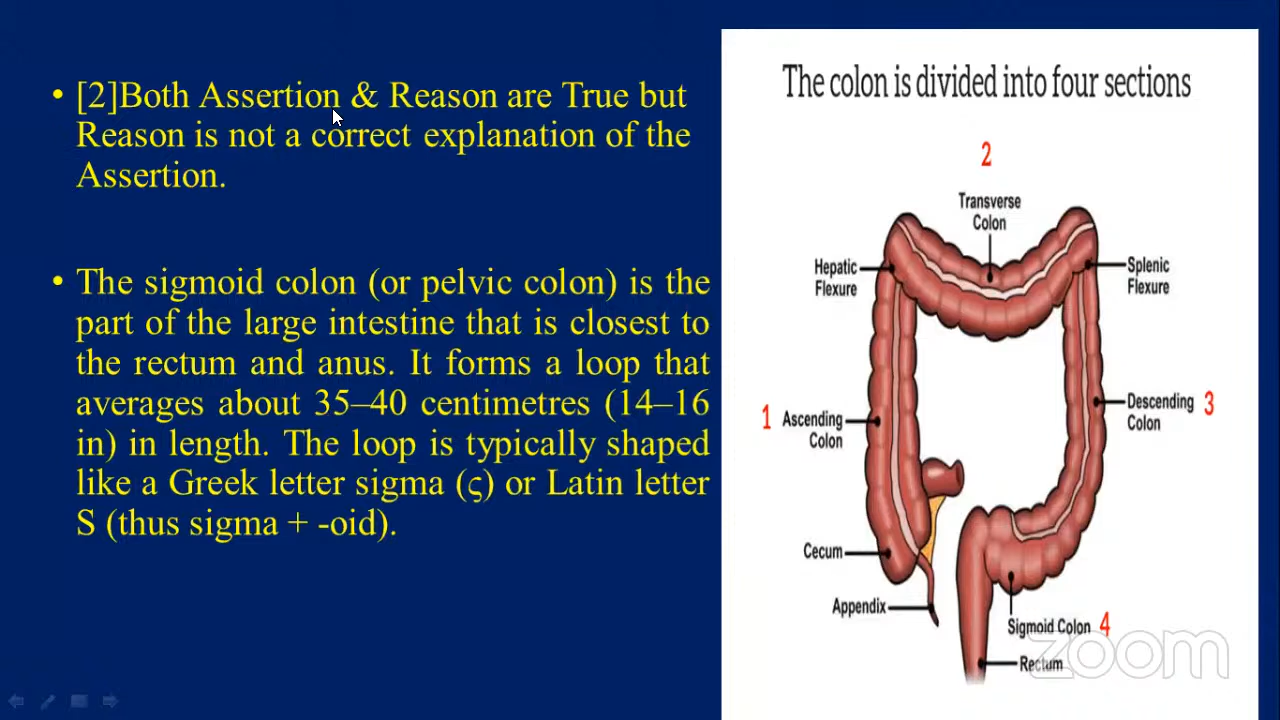 • [2]Both Assertion & Reason are True but
Reason is not a correct explanation of the
Assertion.
• The sigmoid colon (or pelvic colon) is the
part of the large intestine that is closest to
the rectum and anus. It forms a loop that
averages about 35–40 centimetres (14–16
in) in length. The loop is typically shaped
like a Greek letter sigma (ς) or Latin letter
S (thus sigma + -oid).
The colon is divided into four sections
2
Transverse
Colon
Hepatic
Flexure
Splenic
Flexure
1 Ascending
Colon
Descending 3
Colon
Cecum
Appendix
Sigmoid Colon 4
Rectum
zoom